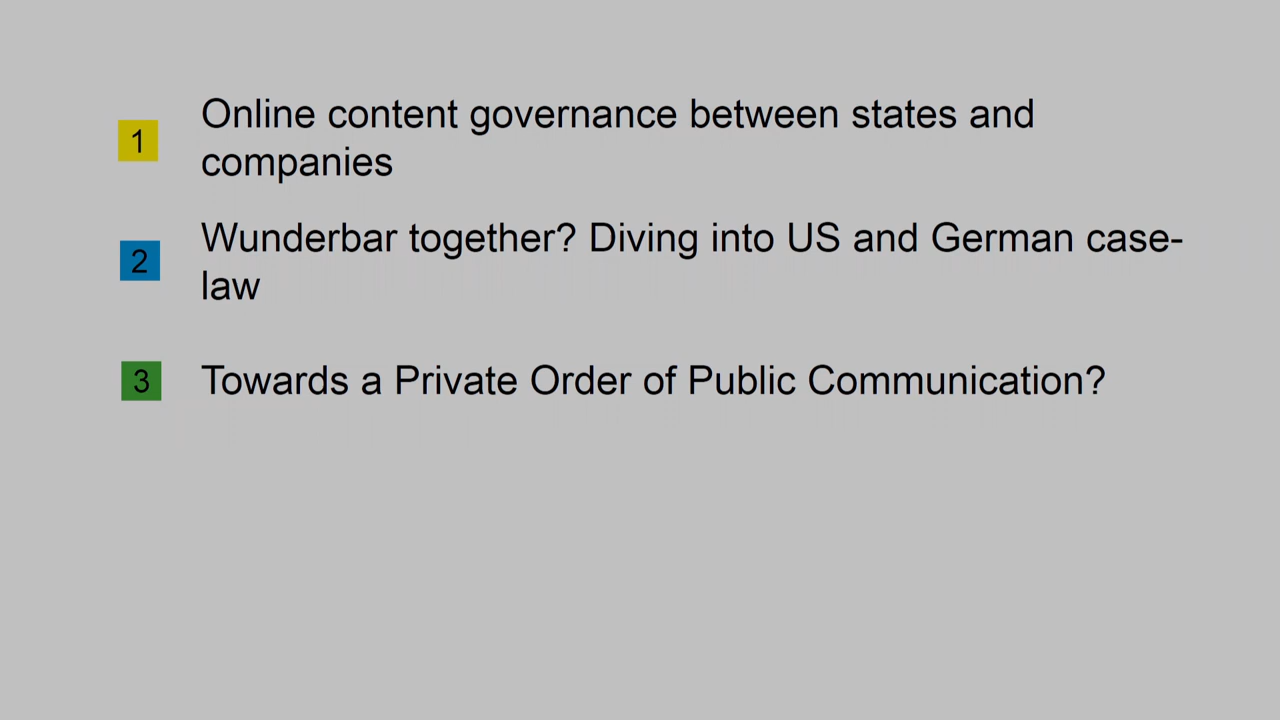 1
Online content governance between states and
companies
2
Wunderbar together? Diving into US and German case-
law
3
Towards a Private Order of Public Communication?